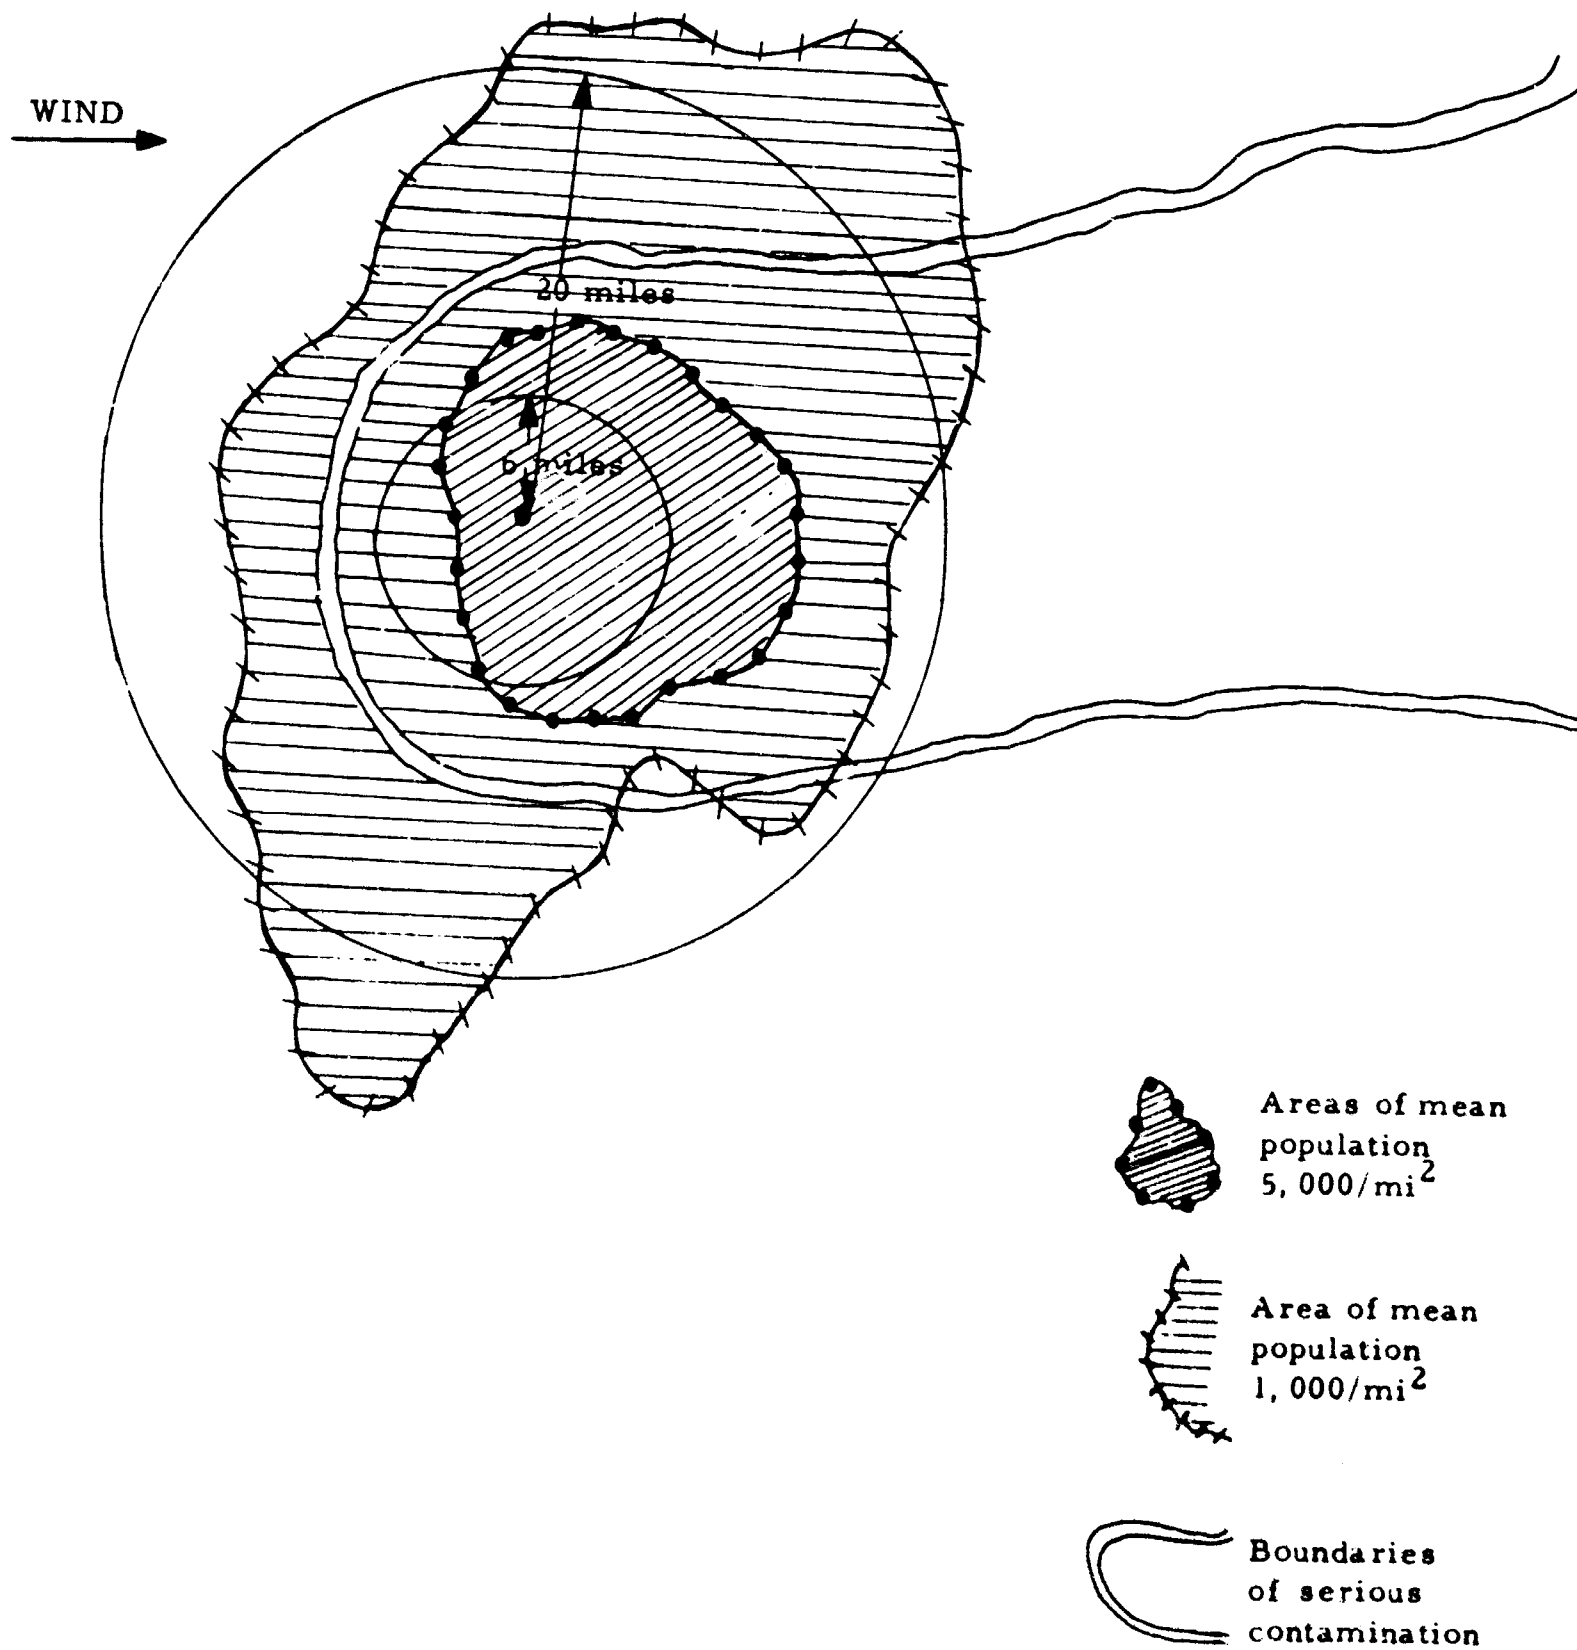 WIND
20 miles
6 miles
Areas of mean
population
5,000/mi²
Area of mean
population
1,000/mi²
Boundaries
of serious
contamination